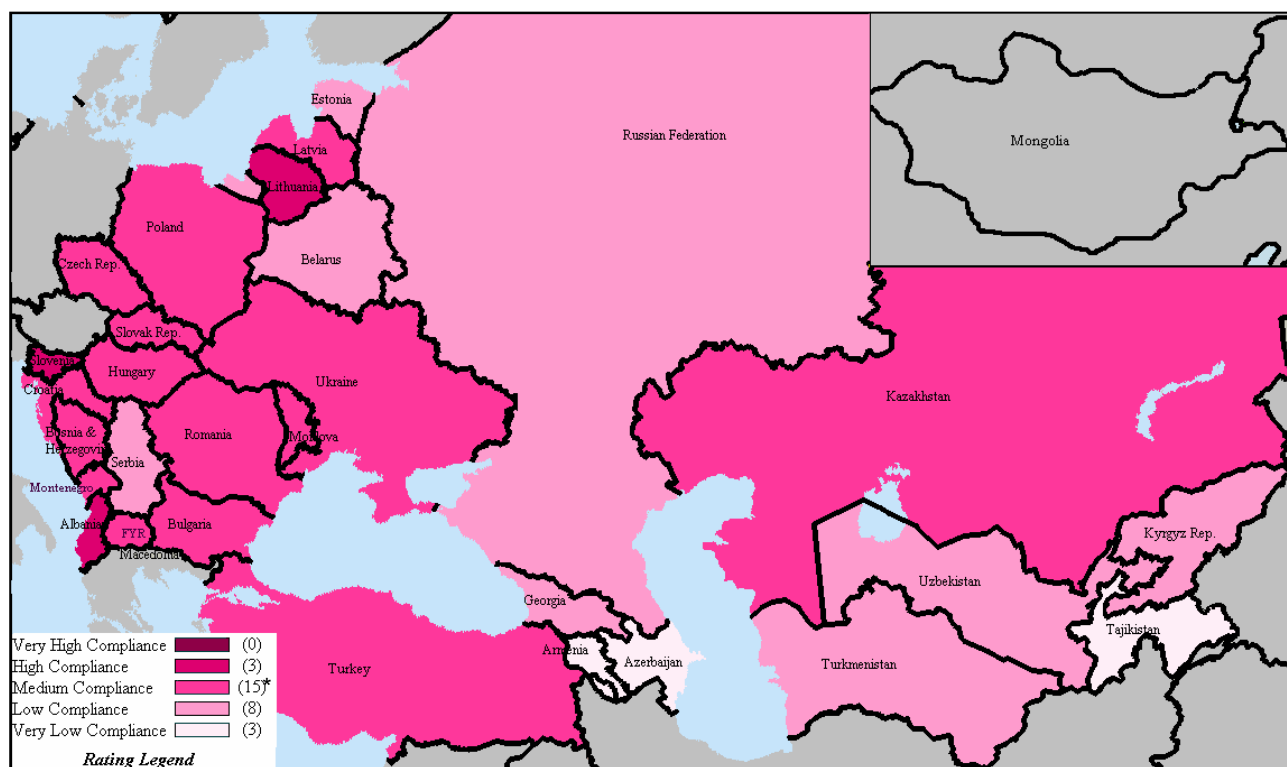 Estonia
Russian Federation
Mongolia
Latvia
Lithuania
Poland
Belarus
Czech Rep.
Slovak Rep.
Slovenia
Hungary
Ukraine
Croatia
Kazakhstan
Bosnia &
Herzegovina
Romania
Moldova
Serbia
Montenegro
Albania
FYR
Macedonia
Bulgaria
Kyrgyz Rep.
Uzbekistan
Georgia
Tajikistan
Armenia
Azerbaijan
Turkmenistan
Turkey
Very High Compliance (0)
High Compliance (3)
Medium Compliance (15)*
Low Compliance (8)
Very Low Compliance (3)
Rating Legend